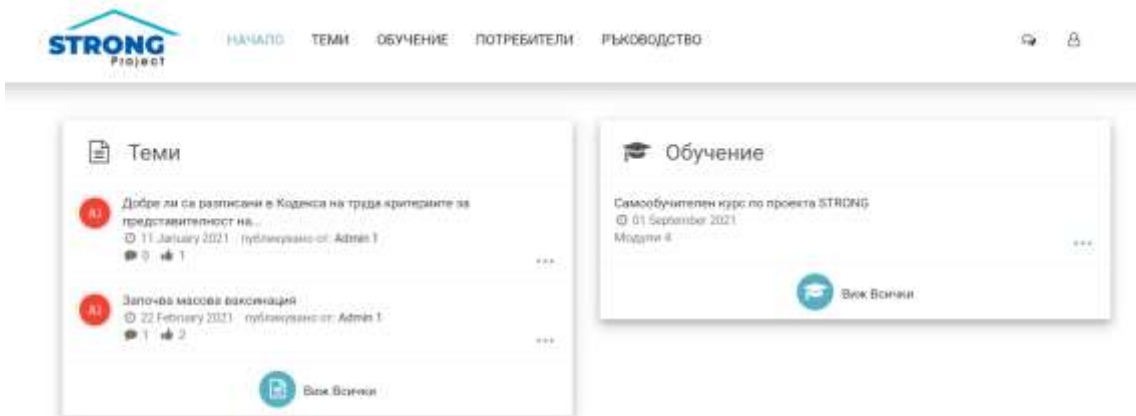 STRONG
Project
НАЧАЛО ТЕМИ ОБУЧЕНИЕ ПОТРЕБИТЕЛИ РЪКОВОДСТВО
Теми
A1
Добре ли са разписани в Кодекса на труда критериите за
представителност на...
11 January 2021 публикувано от: Admin 1
0 1
A1
Започва масова ваксинация
22 February 2021 публикувано от: Admin 1
1 2
Виж Всички
Обучение
Самообучителен курс по проекта STRONG
01 September 2021
Модули 4
Виж Всички